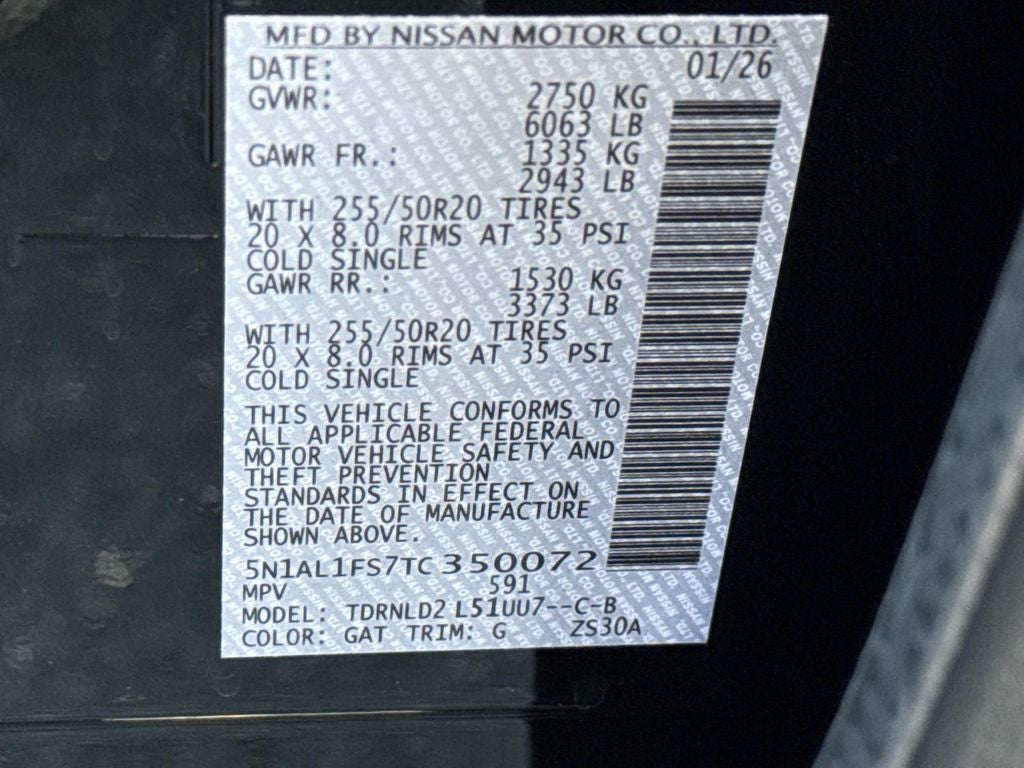 MFD BY NISSAN MOTOR CO., LTD.
DATE: 01/26
GVWR: 2750 KG
6063 LB
GAWR FR.: 1335 KG
2943 LB
WITH 255/50R20 TIRES
20 X 8.0 RIMS AT 35 PSI
COLD SINGLE
GAWR RR.: 1530 KG
3373 LB
WITH 255/50R20 TIRES
20 X 8.0 RIMS AT 35 PSI
COLD SINGLE
THIS VEHICLE CONFORMS TO
ALL APPLICABLE FEDERAL
MOTOR VEHICLE SAFETY AND
THEFT PREVENTION
STANDARDS IN EFFECT ON
THE DATE OF MANUFACTURE
SHOWN ABOVE.
5N1AL1FS7TC350072
MPV 591
MODEL: TDRNLD2 L51UU7--C-B
COLOR: GAT TRIM: G ZS30A